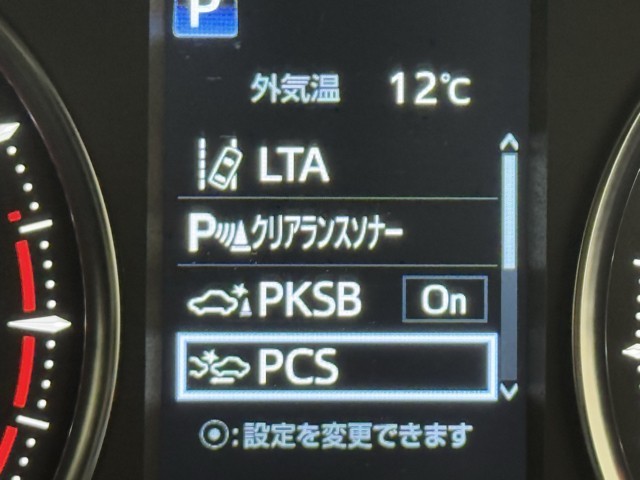 P
外気温 12℃
LTA
P クリアランスソナー
PKSB On
PCS
:設定を変更できます